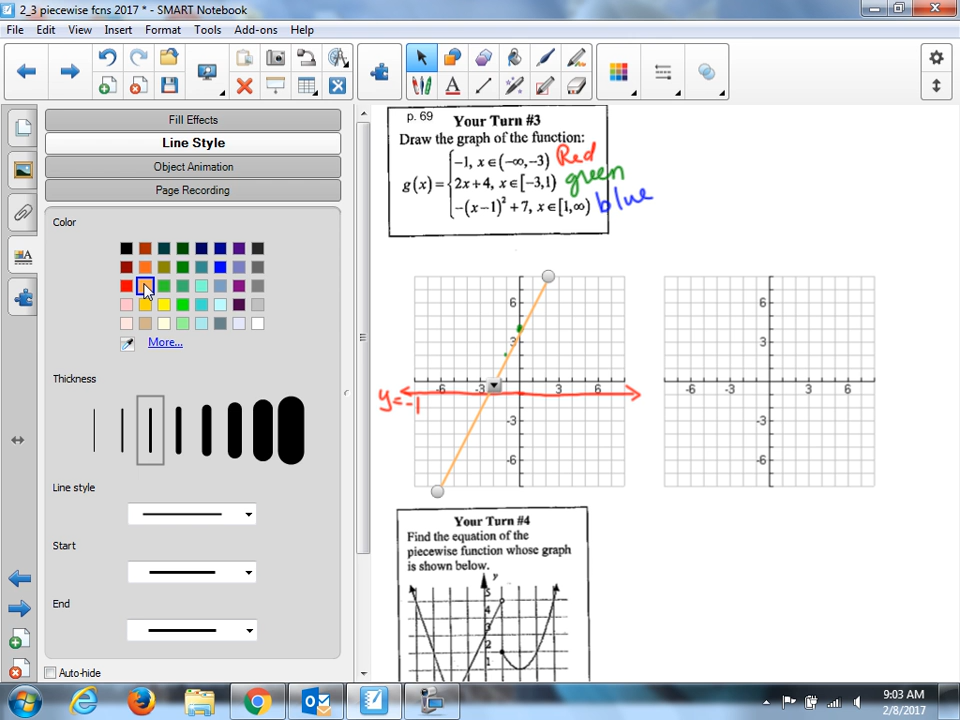 2_3 piecewise fcns 2017 * - SMART Notebook
File Edit View Insert Format Tools Add-ons Help
Fill Effects
Line Style
Object Animation
Page Recording
Color
More...
Thickness
Line style
Start
End
Auto-hide
p. 69 Your Turn #3
Draw the graph of the function:
g(x) = { -1, x ∈ (-∞, -3) Red
2x + 4, x ∈ [-3, 1) green
-(x-1)² + 7, x ∈ [1, ∞) blue
6
3
-6 -3 3 6
-3
-6
y = -1
6
3
-6 -3 3 6
-3
-6
Your Turn #4
Find the equation of the
piecewise function whose graph
is shown below.
y
5
4
3
2
1
9:03 AM
2/8/2017